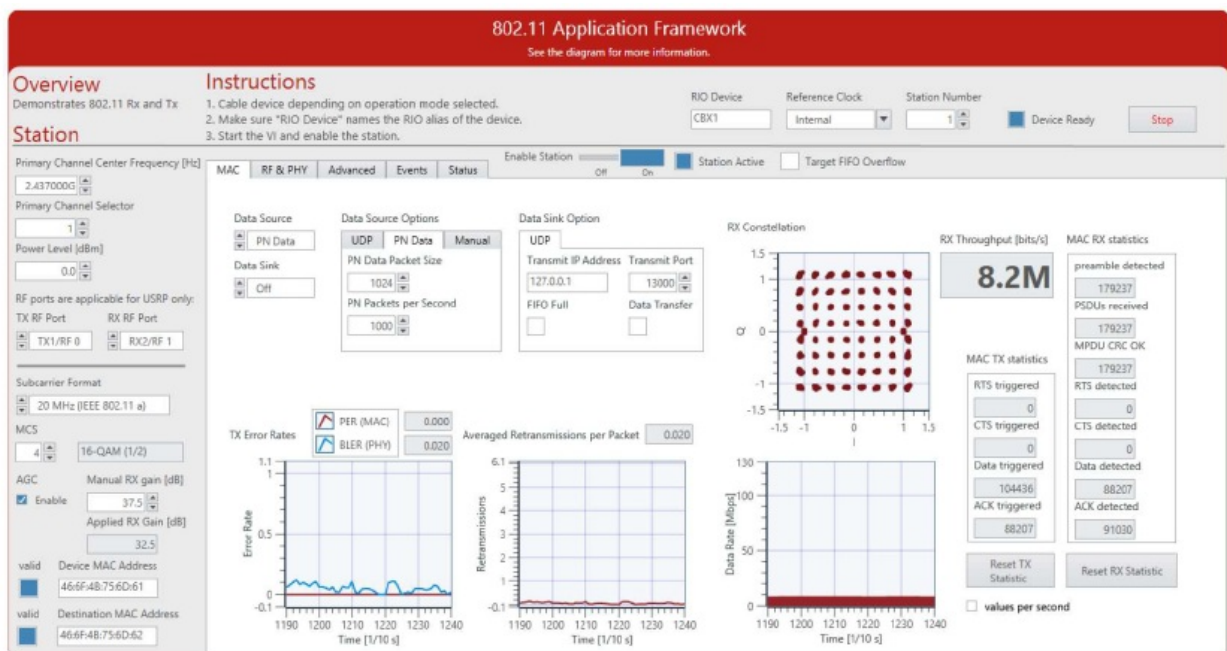 802.11 Application Framework
See the diagram for more information.
Overview
Demonstrates 802.11 Rx and Tx
Station
Instructions
1. Cable device depending on operation mode selected.
2. Make sure "RIO Device" names the RIO alias of the device.
3. Start the VI and enable the station.
RIO Device
CBX1
Reference Clock
Internal
Station Number
1
Device Ready
Stop
Enable Station
Off On
Station Active
Target FIFO Overflow
Primary Channel Center Frequency [Hz]
2.437000G
Primary Channel Selector
1
Power Level [dBm]
0.0
RF ports are applicable for USRP only:
TX RF Port RX RF Port
TX1/RF 0 RX2/RF 1
Subcarrier Format
20 MHz (IEEE 802.11 a)
MCS
4 16-QAM (1/2)
AGC Manual RX gain [dB]
Enable 37.5
Applied RX Gain [dB]
32.5
valid Device MAC Address
46:6F:4B:75:6D:61
valid Destination MAC Address
46:6F:4B:75:6D:62
MAC RF & PHY Advanced Events Status
Data Source
PN Data
Data Sink
Off
Data Source Options
UDP PN Data Manual
PN Data Packet Size
1024
PN Packets per Second
1000
Data Sink Option
UDP
Transmit IP Address Transmit Port
127.0.0.1 13000
FIFO Full Data Transfer
RX Constellation
1.5
1
0
-1
-1.5
Q
-1.5 -1 0 1 1.5
I
RX Throughput [bits/s]
8.2M
MAC TX statistics
RTS triggered
0
CTS triggered
0
Data triggered
104436
ACK triggered
88207
Reset TX
Statistic
MAC RX statistics
preamble detected
179237
PSDUs received
179237
MPDU CRC OK
179237
RTS detected
0
CTS detected
0
Data detected
88207
ACK detected
91030
Reset RX Statistic
values per second
TX Error Rates
PER (MAC) 0.000
BLER (PHY) 0.020
1.1
1
0.5
0
-0.1
Error Rate
1190 1200 1210 1220 1230 1240
Time [1/10 s]
Averaged Retransmissions per Packet 0.020
6.1
5
4
3
2
1
-0.1
Retransmissions
1190 1200 1210 1220 1230 1240
Time [1/10 s]
130
100
50
0
Data Rate [Mbps]
1190 1200 1210 1220 1230 1240
Time [1/10 s]